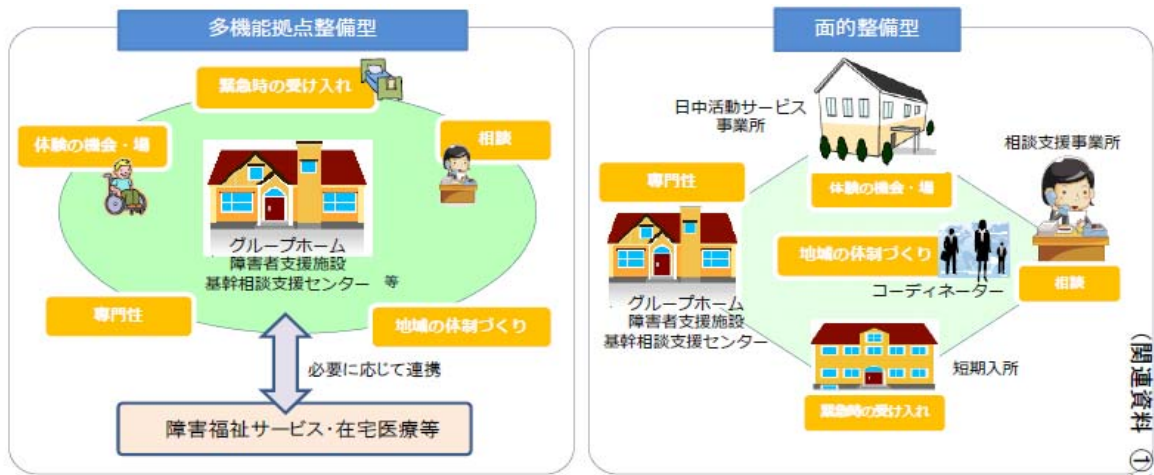 多機能拠点整備型
緊急時の受け入れ
体験の機会・場
相談
グループホーム
障害者支援施設
基幹相談支援センター 等
専門性
地域の体制づくり
必要に応じて連携
障害福祉サービス・在宅医療等
面的整備型
日中活動サービス
事業所
相談支援事業所
専門性
体験の機会・場
地域の体制づくり
コーディネーター
相談
グループホーム
障害者支援施設
基幹相談支援センター
短期入所
緊急時の受け入れ
(関連資料 ①)